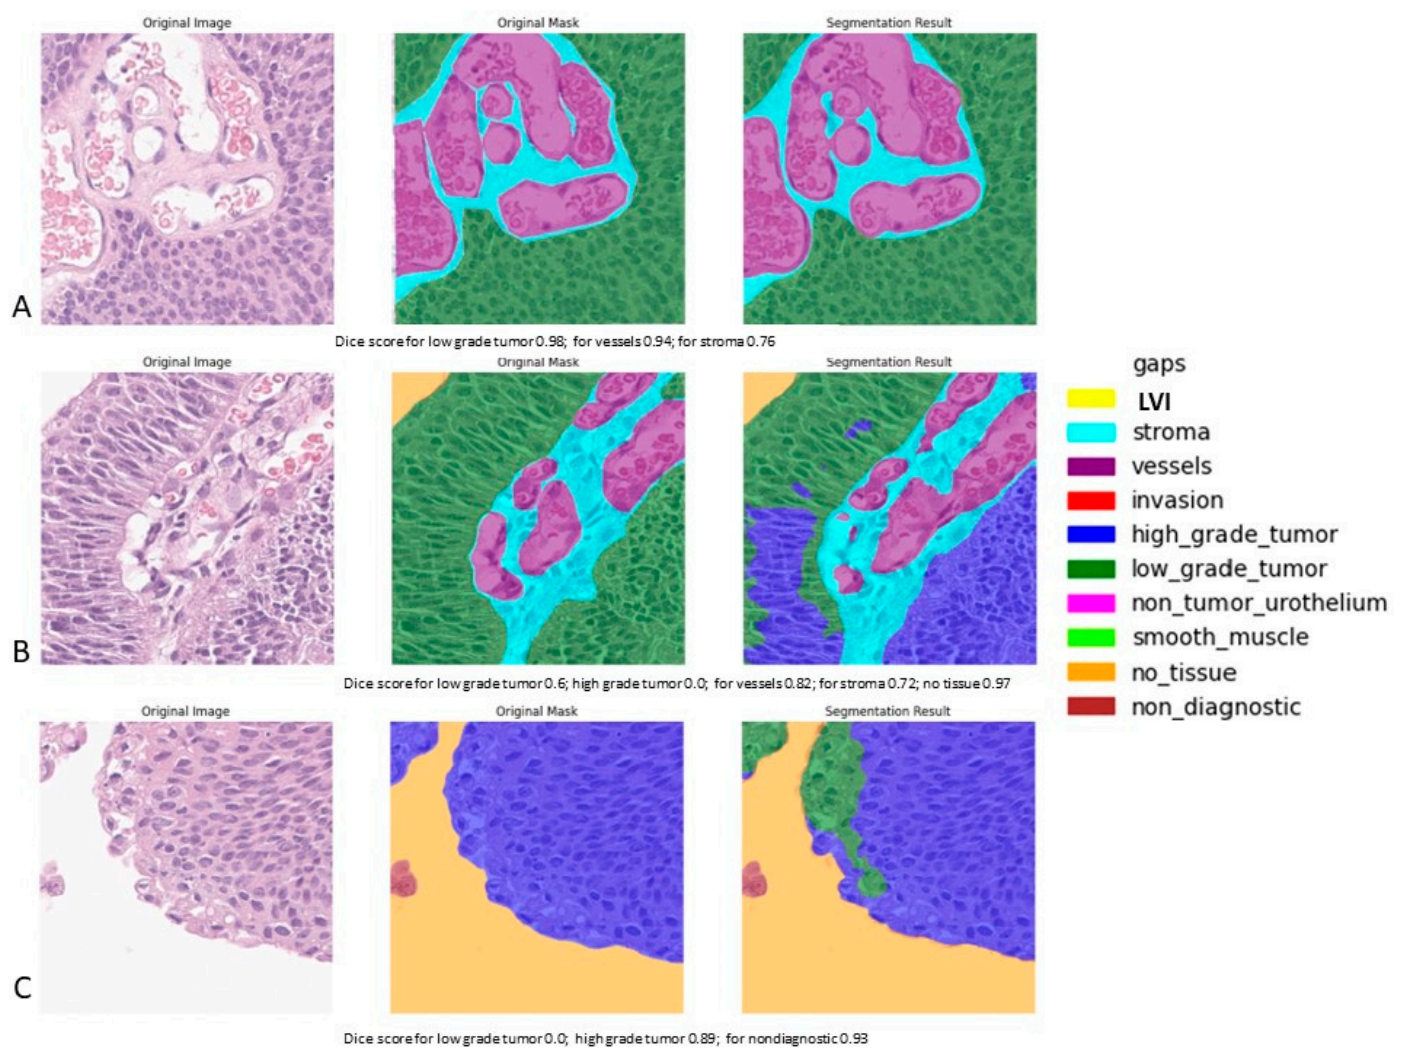 Original Image Original Mask Segmentation Result
A
Dice score for low grade tumor 0.98; for vessels 0.94; for stroma 0.76
Original Image Original Mask Segmentation Result
B
Dice score for low grade tumor 0.6; high grade tumor 0.0; for vessels 0.82; for stroma 0.72; no tissue 0.97
Original Image Original Mask Segmentation Result
C
Dice score for low grade tumor 0.0; high grade tumor 0.89; for nondiagnostic 0.93
gaps
LVI
stroma
vessels
invasion
high_grade_tumor
low_grade_tumor
non_tumor_urothelium
smooth_muscle
no_tissue
non_diagnostic